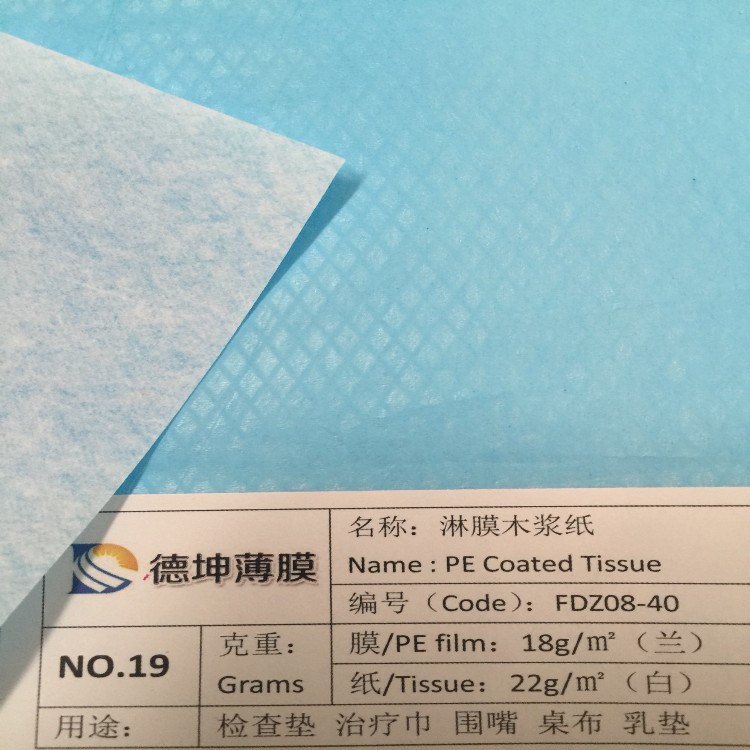 德坤薄膜
名称：淋膜木浆纸
Name : PE Coated Tissue
编号（Code）：FDZ08-40
NO.19
克重：
Grams
膜/PE film：18g/㎡（兰）
纸/Tissue：22g/㎡（白）
用途：
检查垫 治疗巾 围嘴 桌布 乳垫